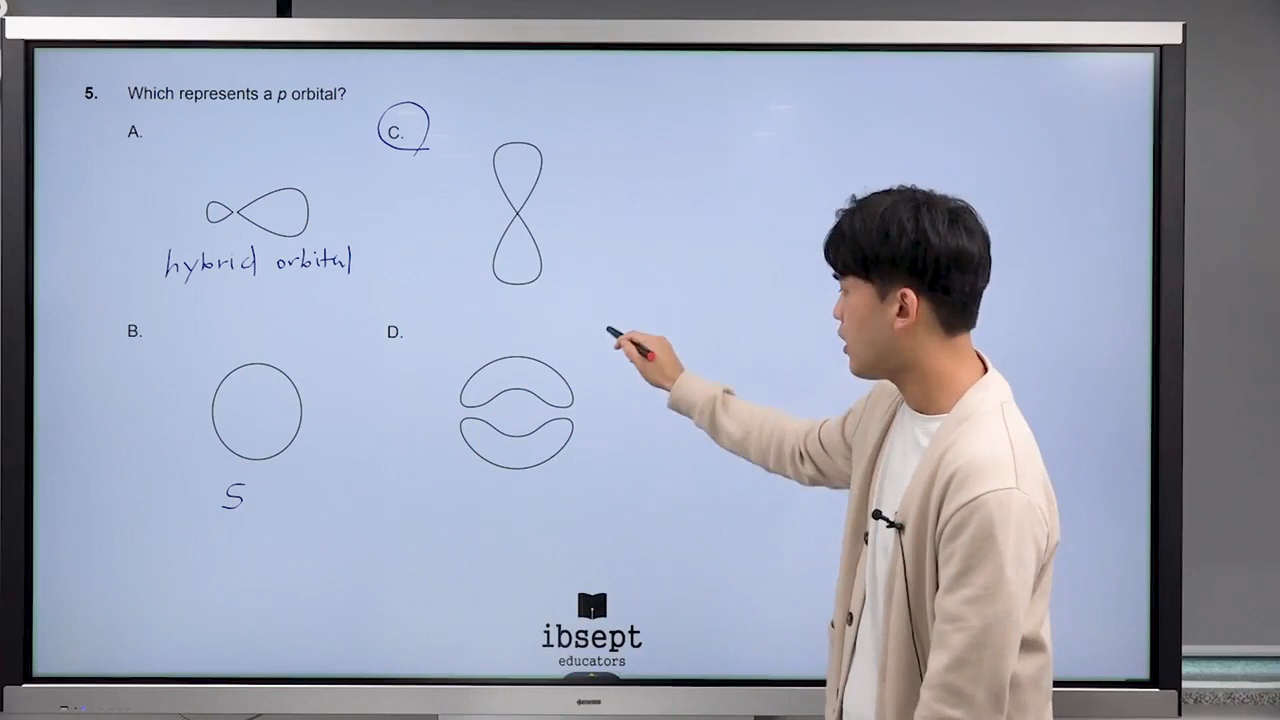 5. Which represents a p orbital?
A.
C.
hybrid orbital
B.
D.
S
ibsept
educators